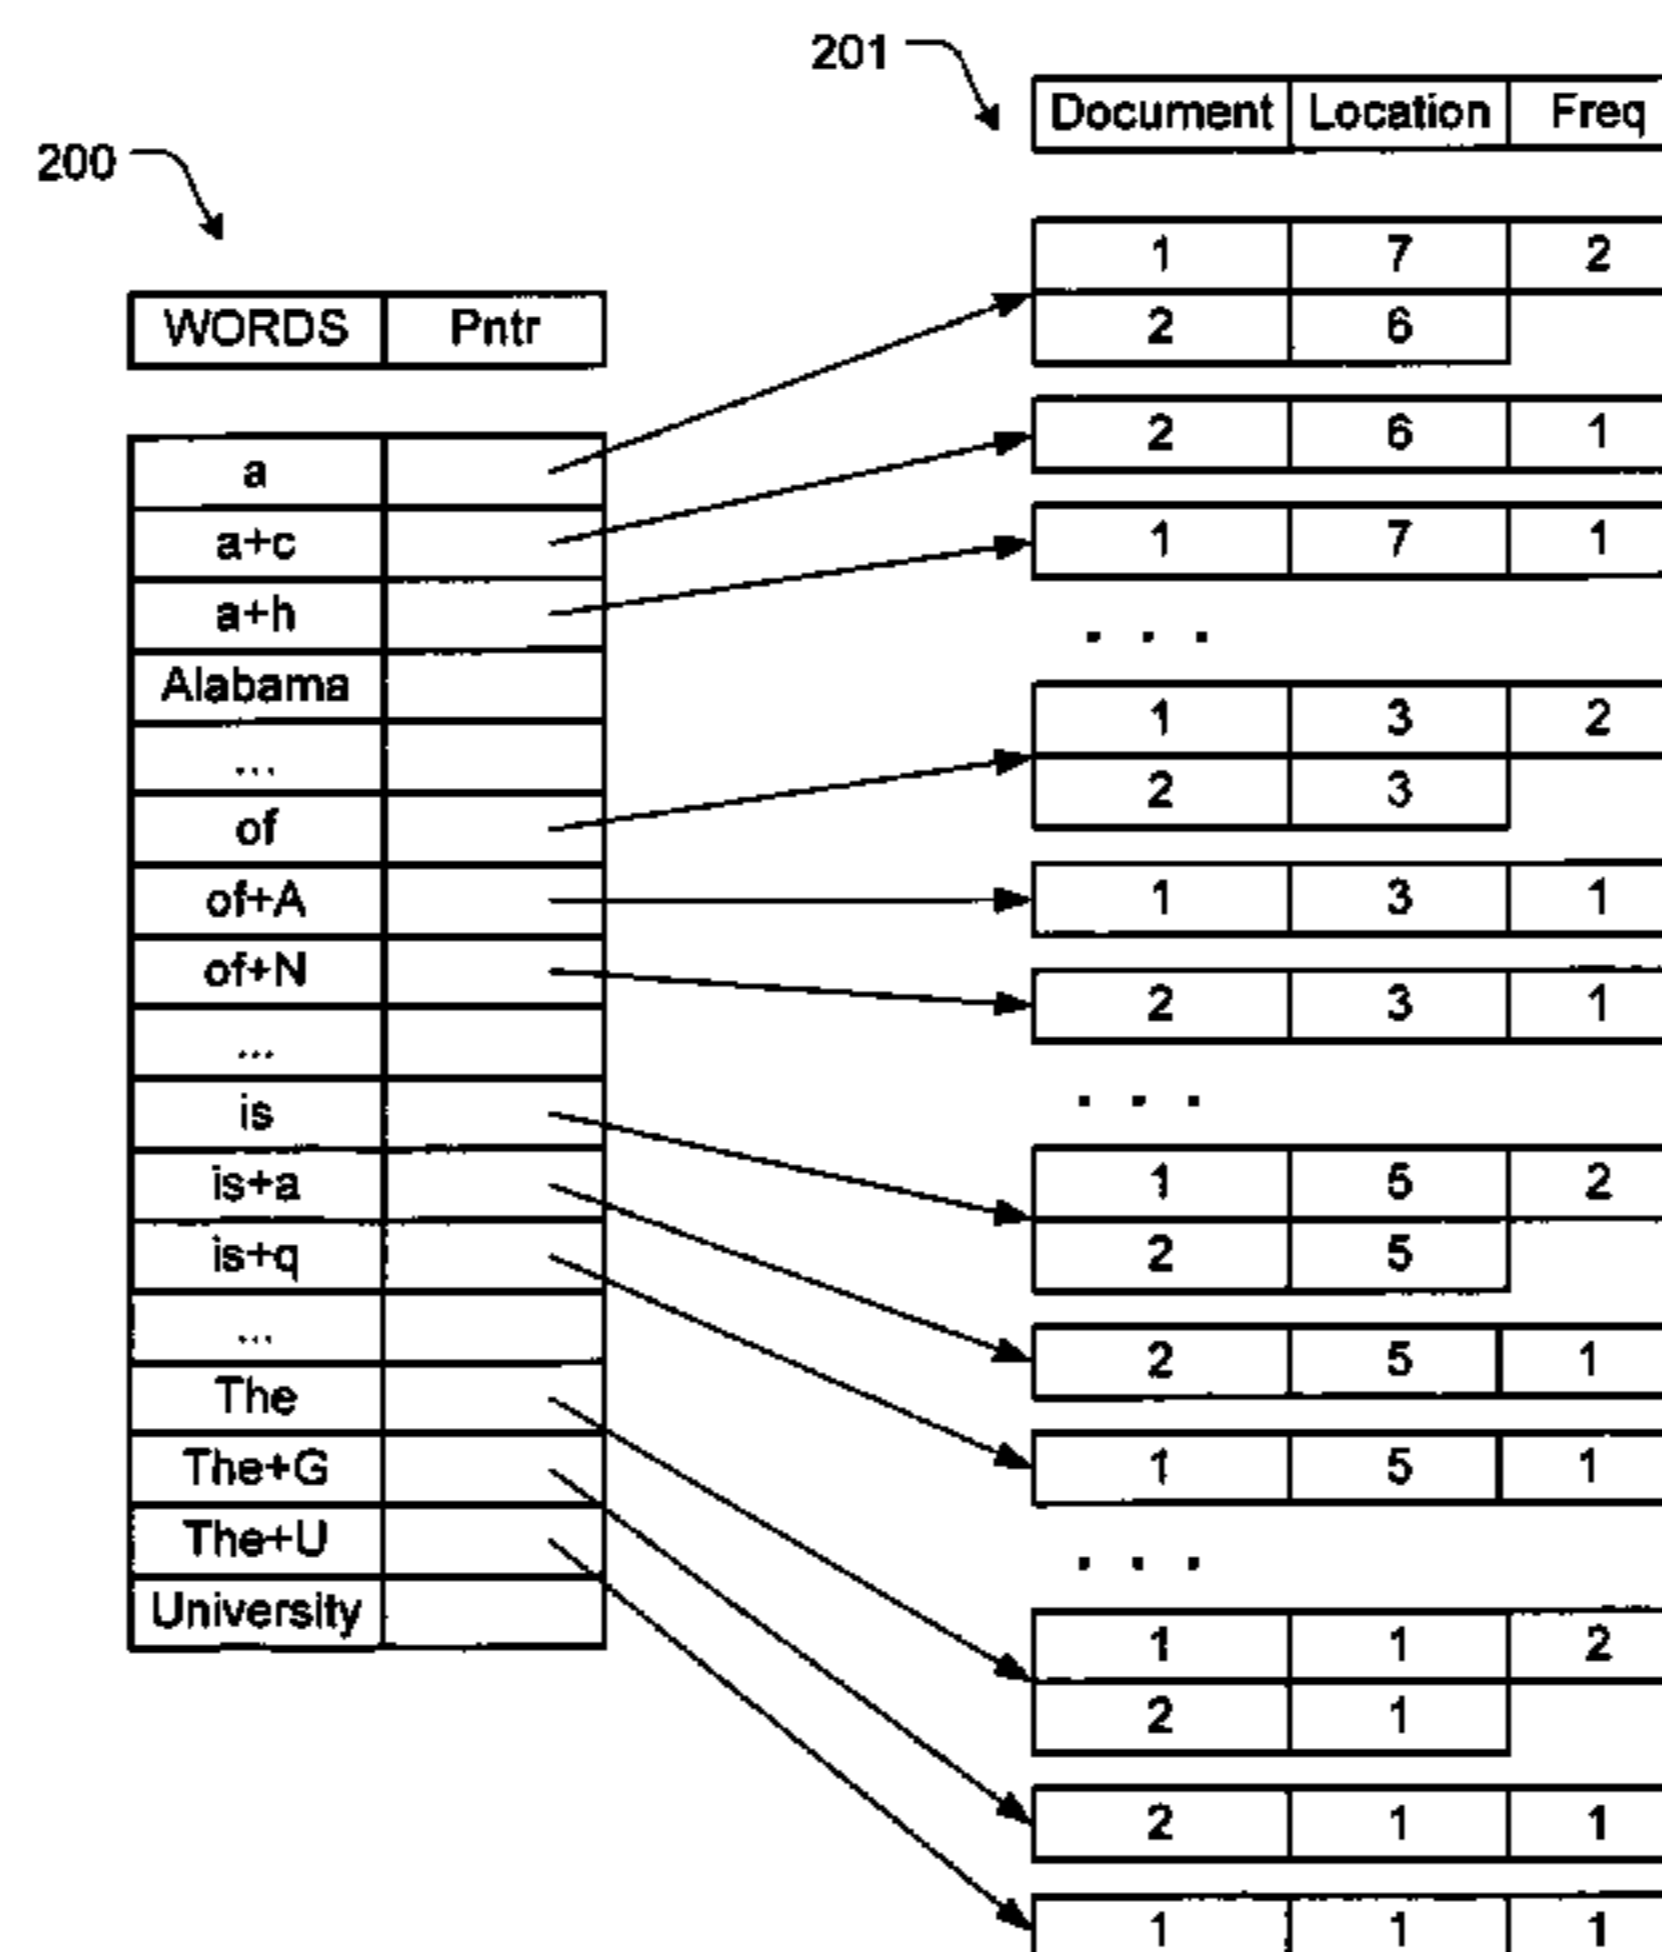 201
Document Location Freq
200
WORDS Pntr
1 7 2
2 6
a
2 6 1
a+c
1 7 1
a+h
. . .
Alabama
1 3 2
...
2 3
of
1 3 1
of+A
2 3 1
of+N
...
. . .
is
1 5 2
is+a
2 5
is+q
...
2 5 1
The
1 5 1
The+G
The+U
. . .
University
1 1 2
2 1
2 1 1
1 1 1